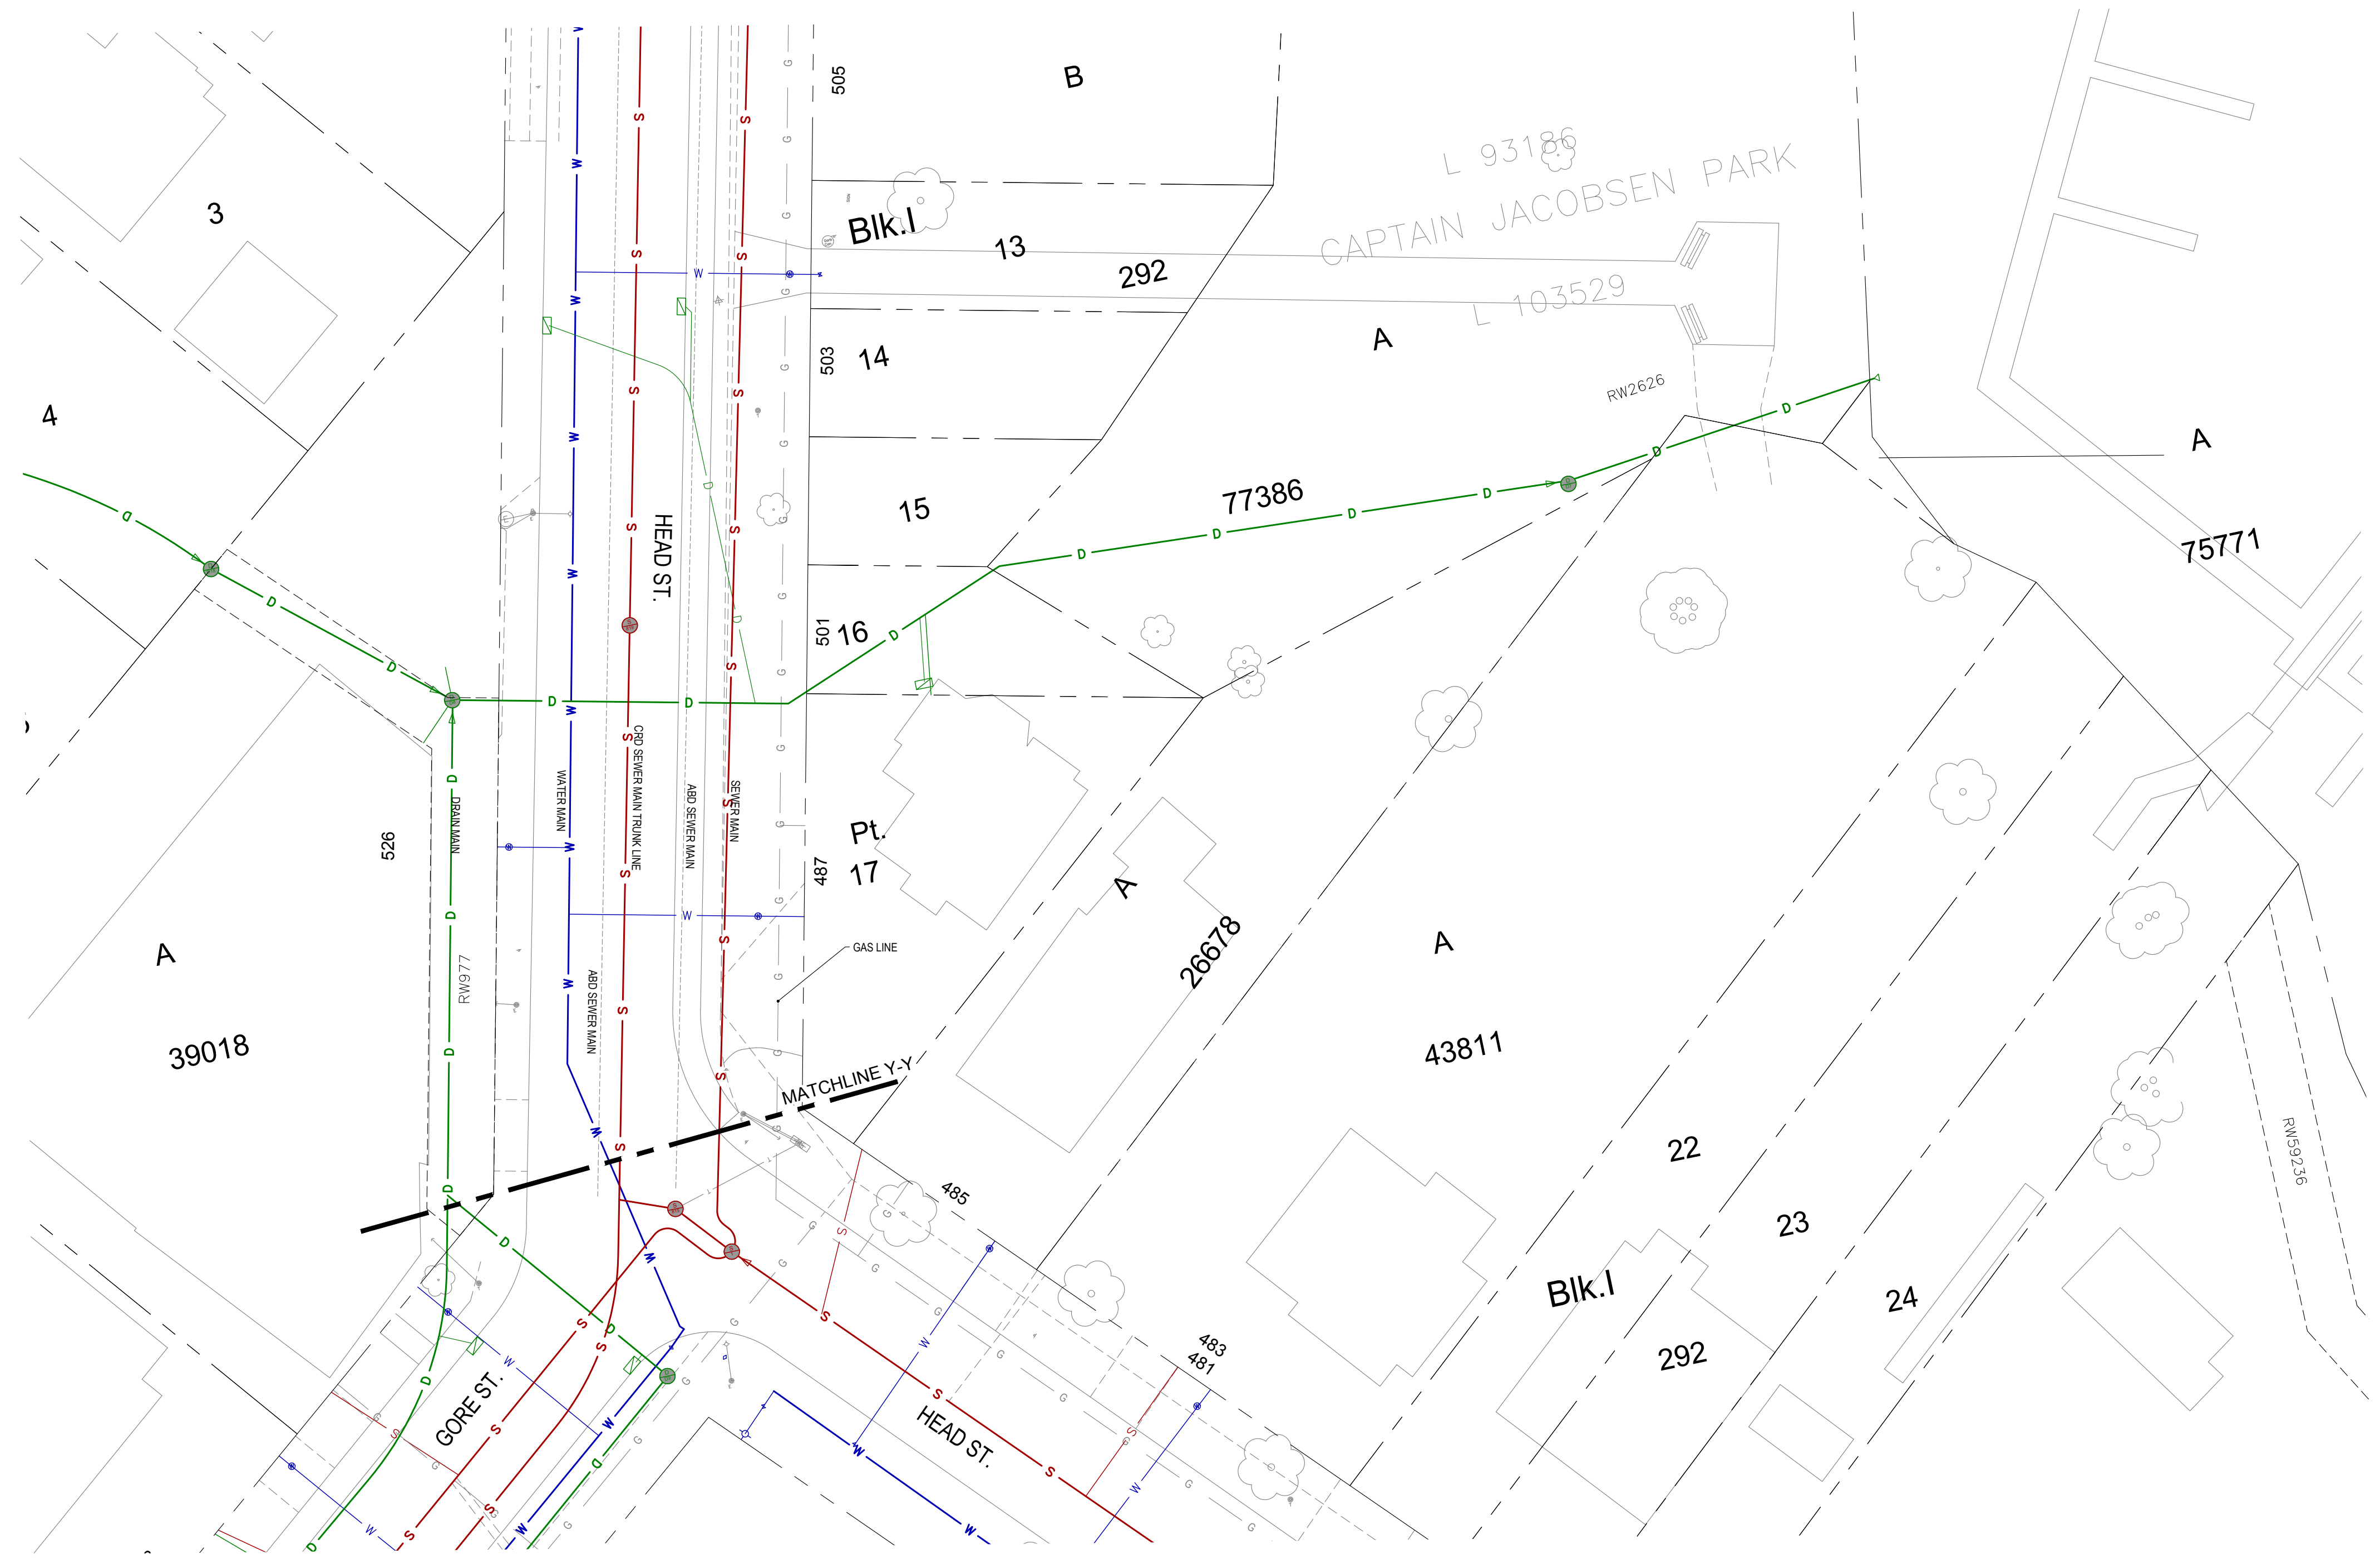 505
B
L 93186
CAPTAIN JACOBSEN PARK
3
Blk.I
13
292
L 103529
503
14
A
RW2626
4
A
HEAD ST.
15
77386
75771
501
16
CRD SEWER MAIN TRUNK LINE
WATER MAIN
ABD SEWER MAIN
SEWER MAIN
DRAIN MAIN
526
Pt.
17
487
A
26678
A
GAS LINE
A
RW977
ABD SEWER MAIN
39018
43811
MATCHLINE Y-Y
RW59236
22
485
23
Blk.I
24
483
481
292
GORE ST.
HEAD ST.
W
S
D
G